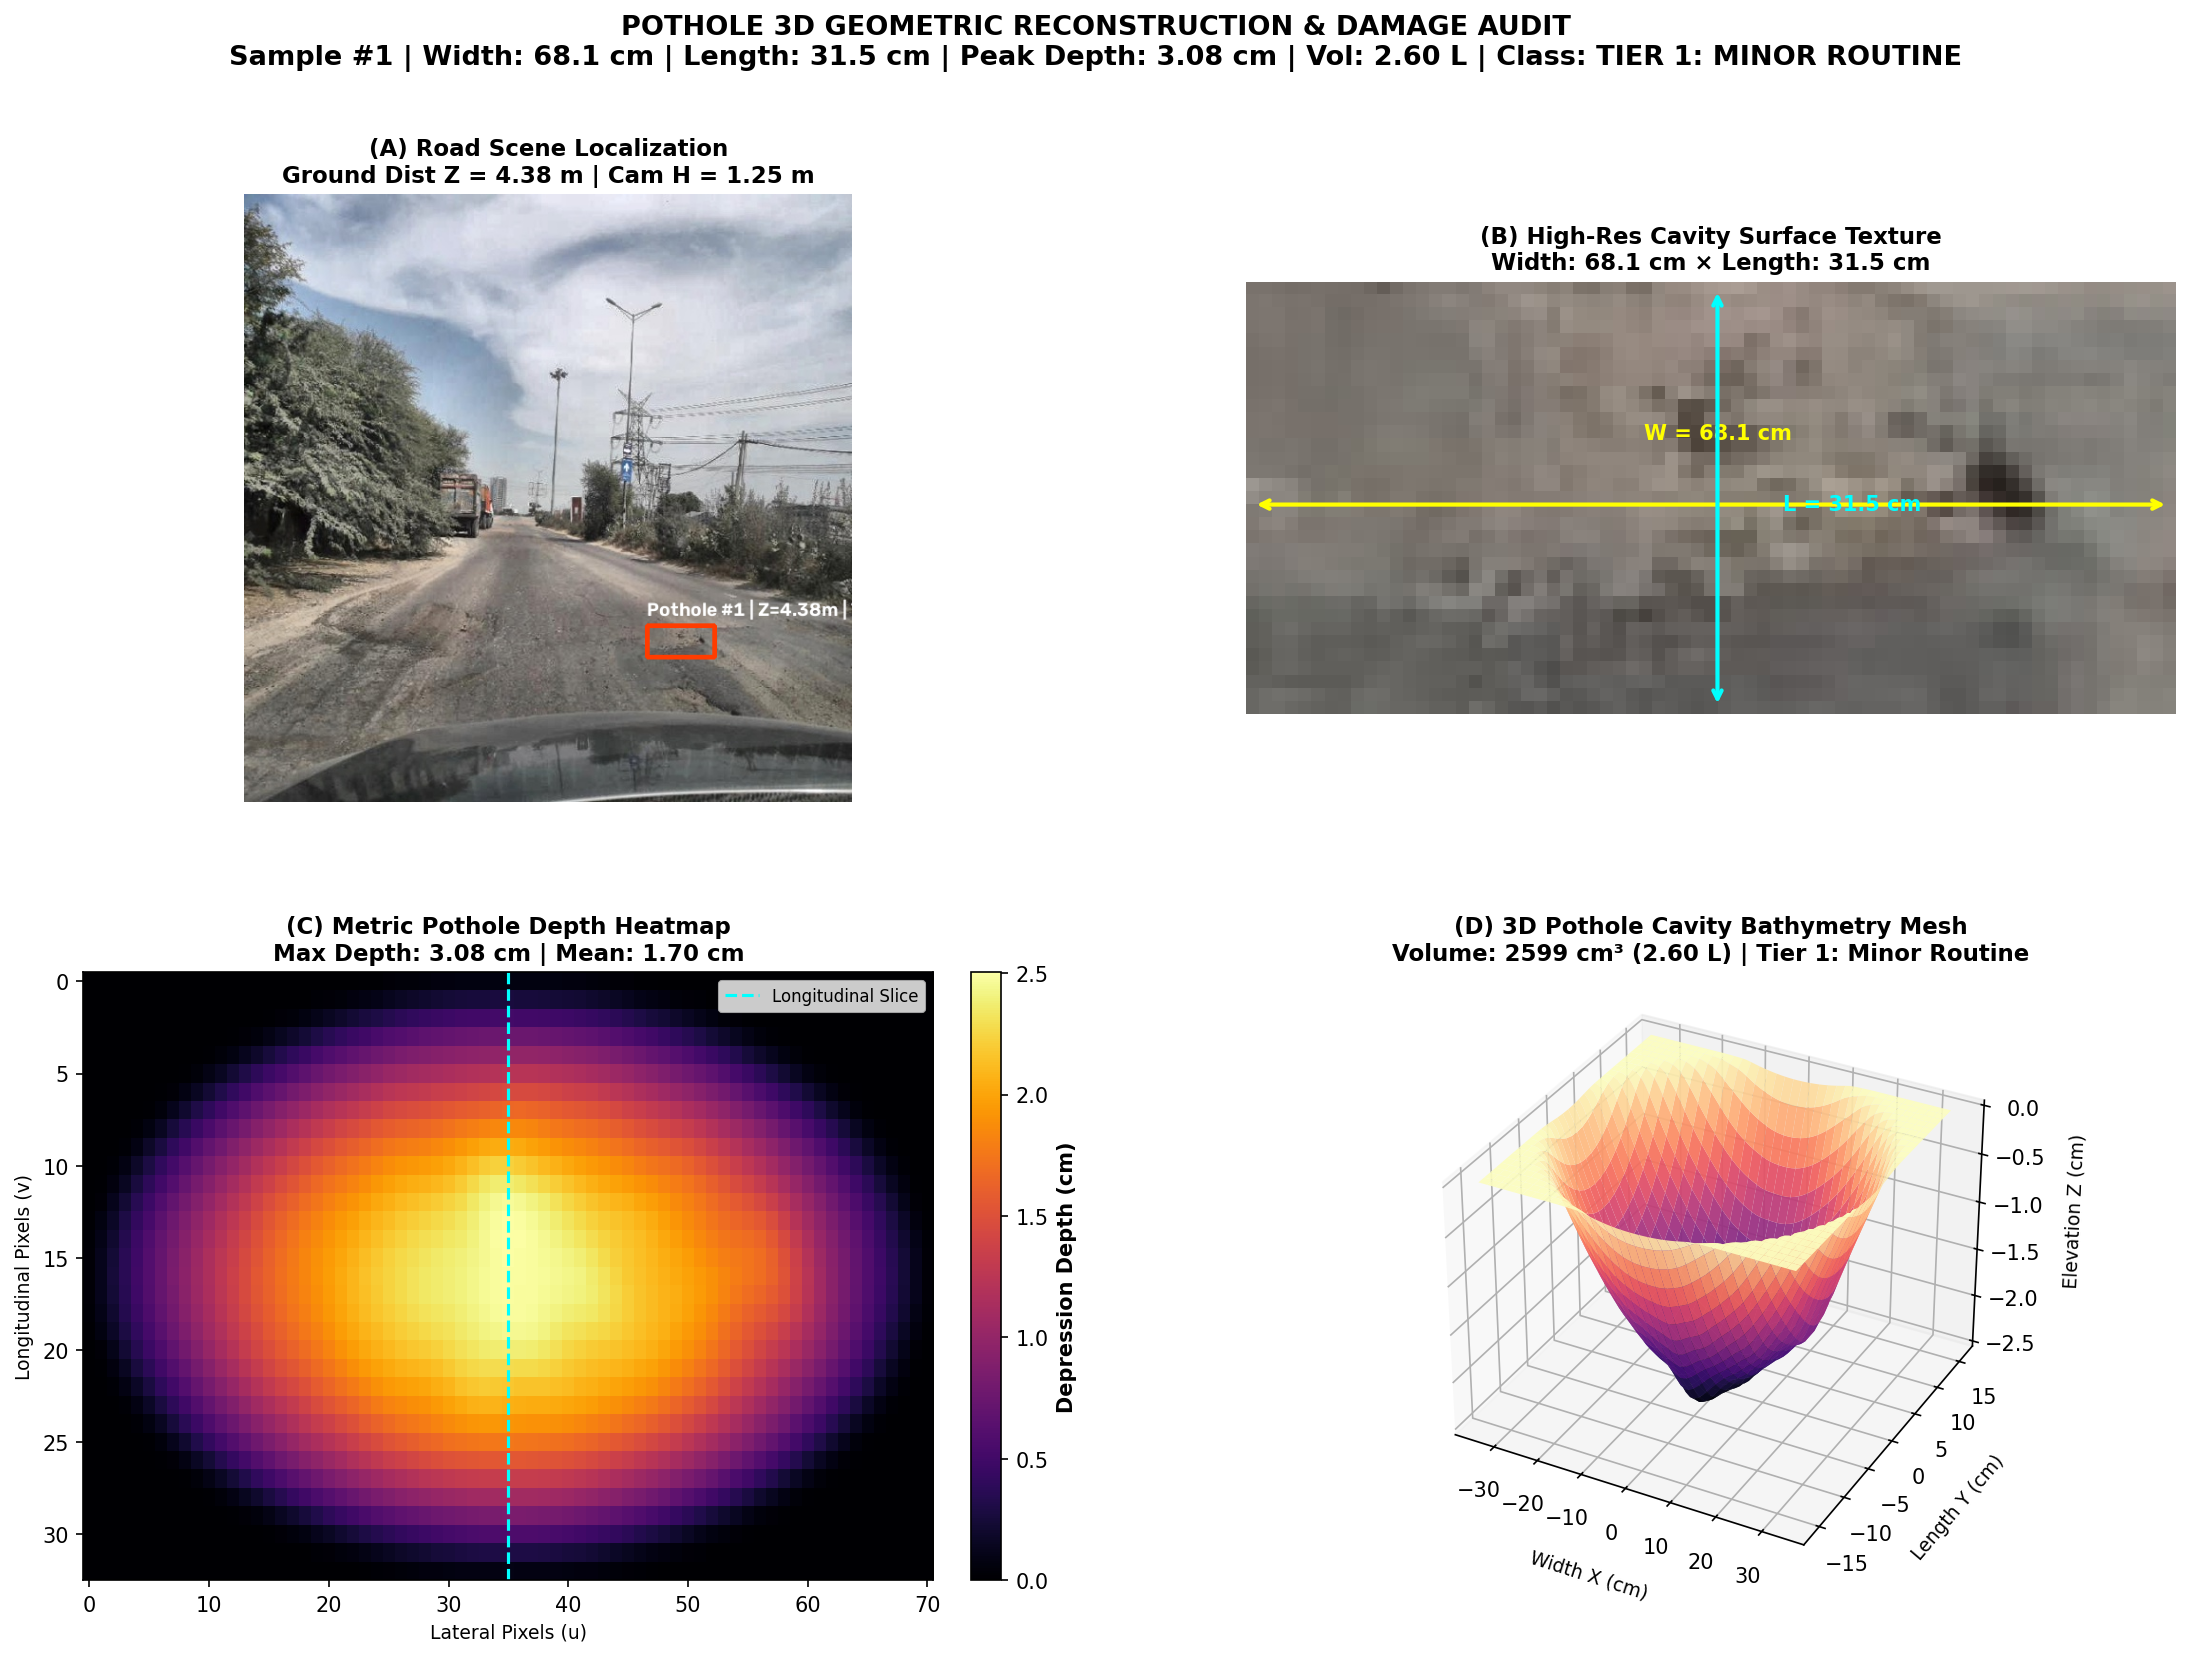 POTHOLE 3D GEOMETRIC RECONSTRUCTION & DAMAGE AUDIT
Sample #1 | Width: 68.1 cm | Length: 31.5 cm | Peak Depth: 3.08 cm | Vol: 2.60 L | Class: TIER 1: MINOR ROUTINE
(A) Road Scene Localization
Ground Dist Z = 4.38 m | Cam H = 1.25 m
Pothole #1 | Z=4.38m |
(B) High-Res Cavity Surface Texture
Width: 68.1 cm × Length: 31.5 cm
W = 68.1 cm
L = 31.5 cm
(C) Metric Pothole Depth Heatmap
Max Depth: 3.08 cm | Mean: 1.70 cm
Longitudinal Slice
0
5
10
15
20
25
30
Longitudinal Pixels (v)
0 10 20 30 40 50 60 70
Lateral Pixels (u)
2.5
2.0
1.5
1.0
0.5
0.0
Depression Depth (cm)
(D) 3D Pothole Cavity Bathymetry Mesh
Volume: 2599 cm³ (2.60 L) | Tier 1: Minor Routine
0.0
−0.5
−1.0
−1.5
−2.0
−2.5
Elevation Z (cm)
15
10
5
0
−5
−10
−15
Length Y (cm)
−30 −20 −10 0 10 20 30
Width X (cm)